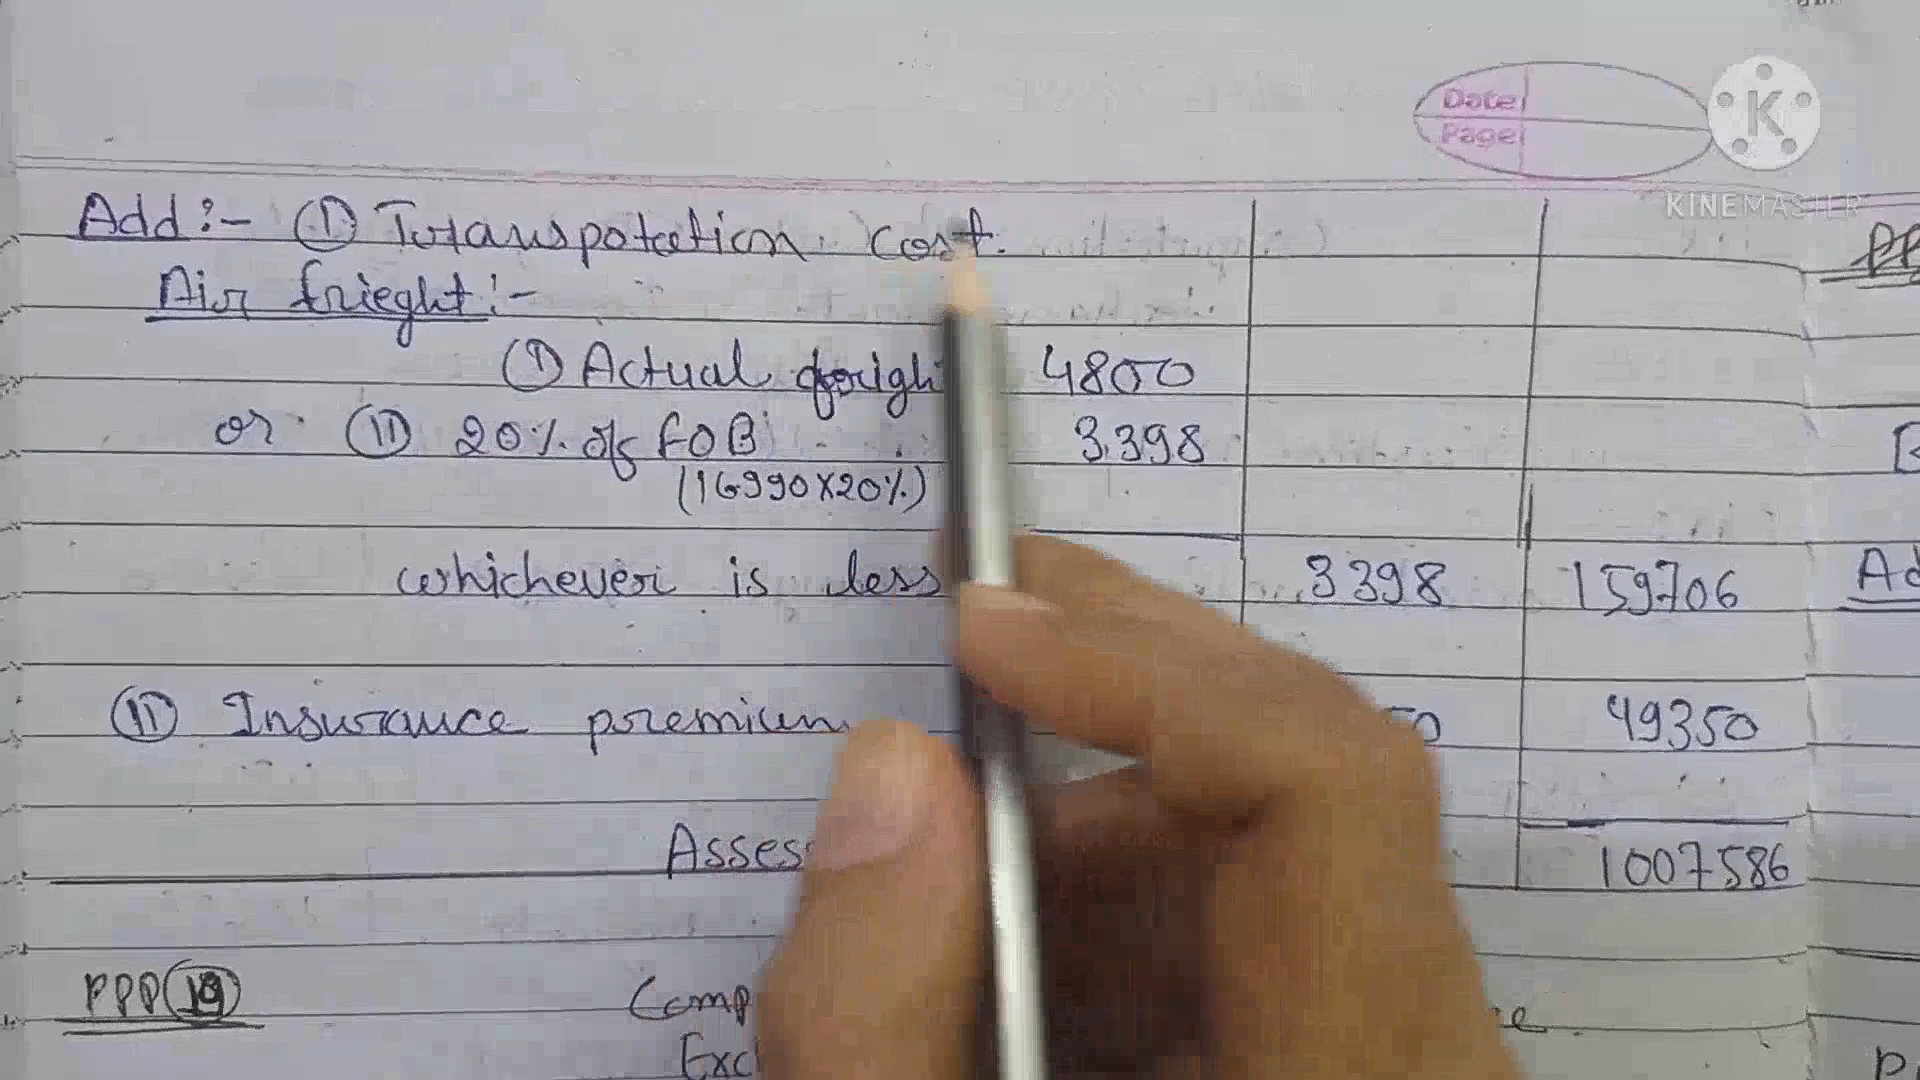 Date
Page
KINEMASTER
Add:- (I) Transpotation cost.
Air frieght:-
(I) Actual freigh 4800
or (II) 20% of FOB 3398
(16990X20%)
whichever is less 3398 159706
(II) Insurance premium 49350
Asses 1007586
PPP (19)
Comp
Exc